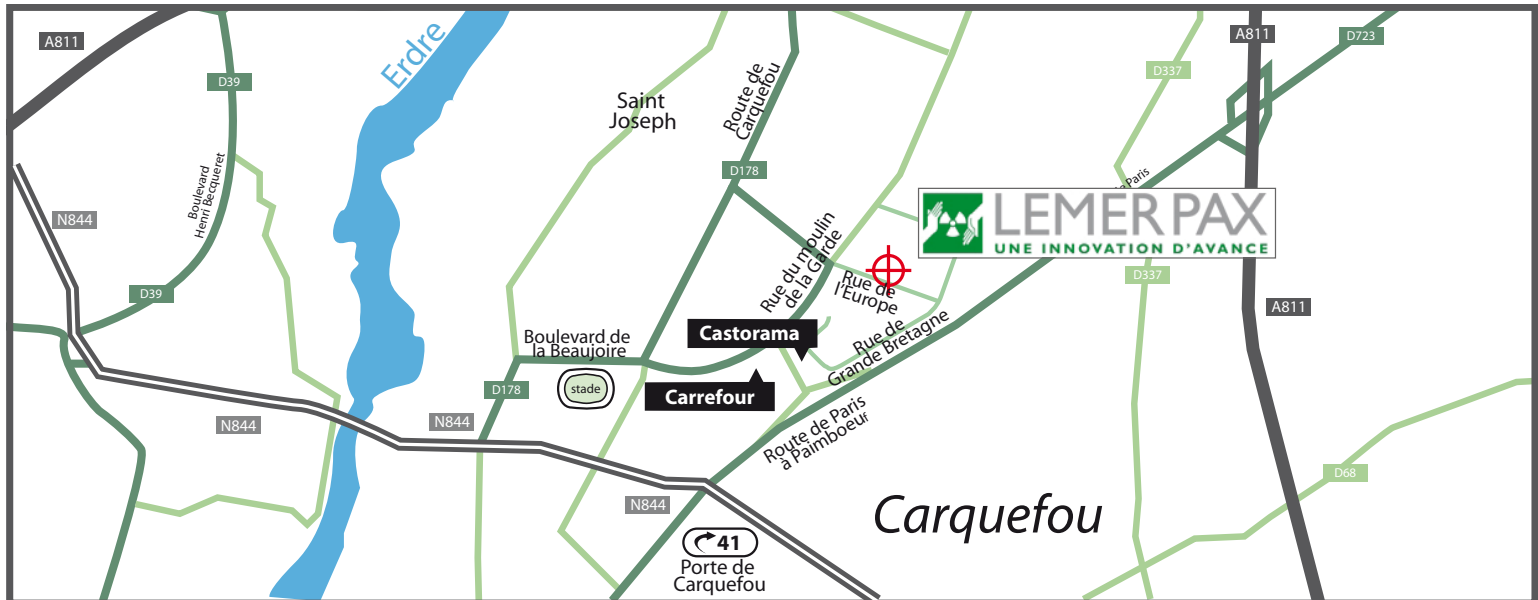 A811
D39
Erdre
Saint
Joseph
Route de
Carquefou
D337
A811
D723
Boulevard
Henri Becqueret
D178
de Paris
N844
LEMER PAX
UNE INNOVATION D'AVANCE
Rue du moulin
de la Garde
D39
Rue de
l'Europe
D337
A811
Boulevard de
la Beaujoire
Castorama
Rue de
Grande Bretagne
D178
stade
Carrefour
N844
N844
Route de Paris
à Paimboeuf
D68
N844
Carquefou
41
Porte de
Carquefou